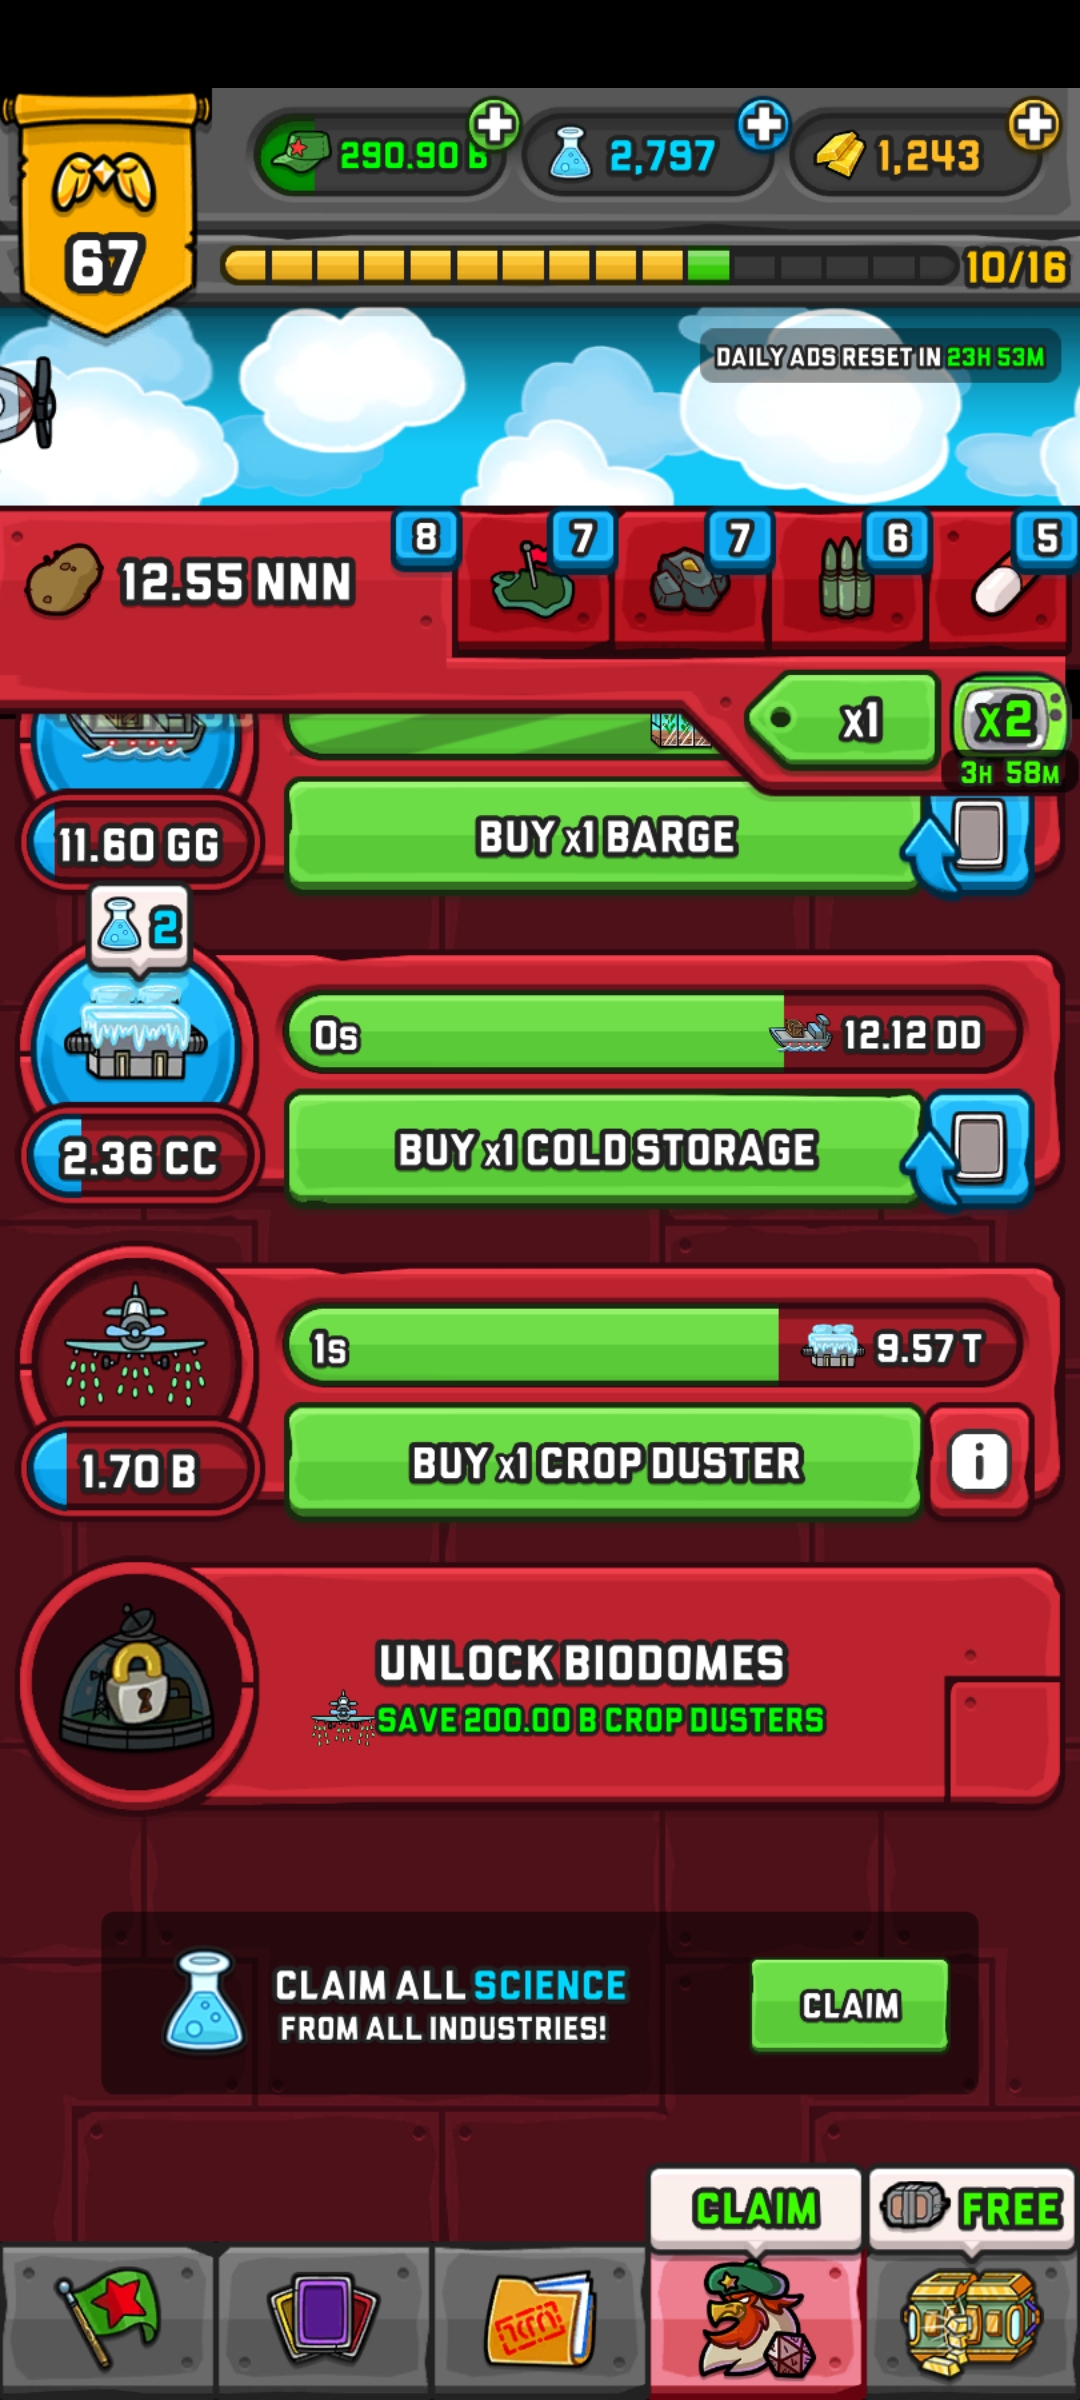 67
290.90 B
2,797
1,243
10/16
DAILY ADS RESET IN 23H 53M
12.55 NNN
8
7
7
6
5
x1
x2
3H 58M
11.60 GG
BUY x1 BARGE
2
0s
12.12 DD
2.36 CC
BUY x1 COLD STORAGE
1s
9.57 T
1.70 B
BUY x1 CROP DUSTER
i
UNLOCK BIODOMES
SAVE 200.00 B CROP DUSTERS
CLAIM ALL SCIENCE
FROM ALL INDUSTRIES!
CLAIM
CLAIM
FREE